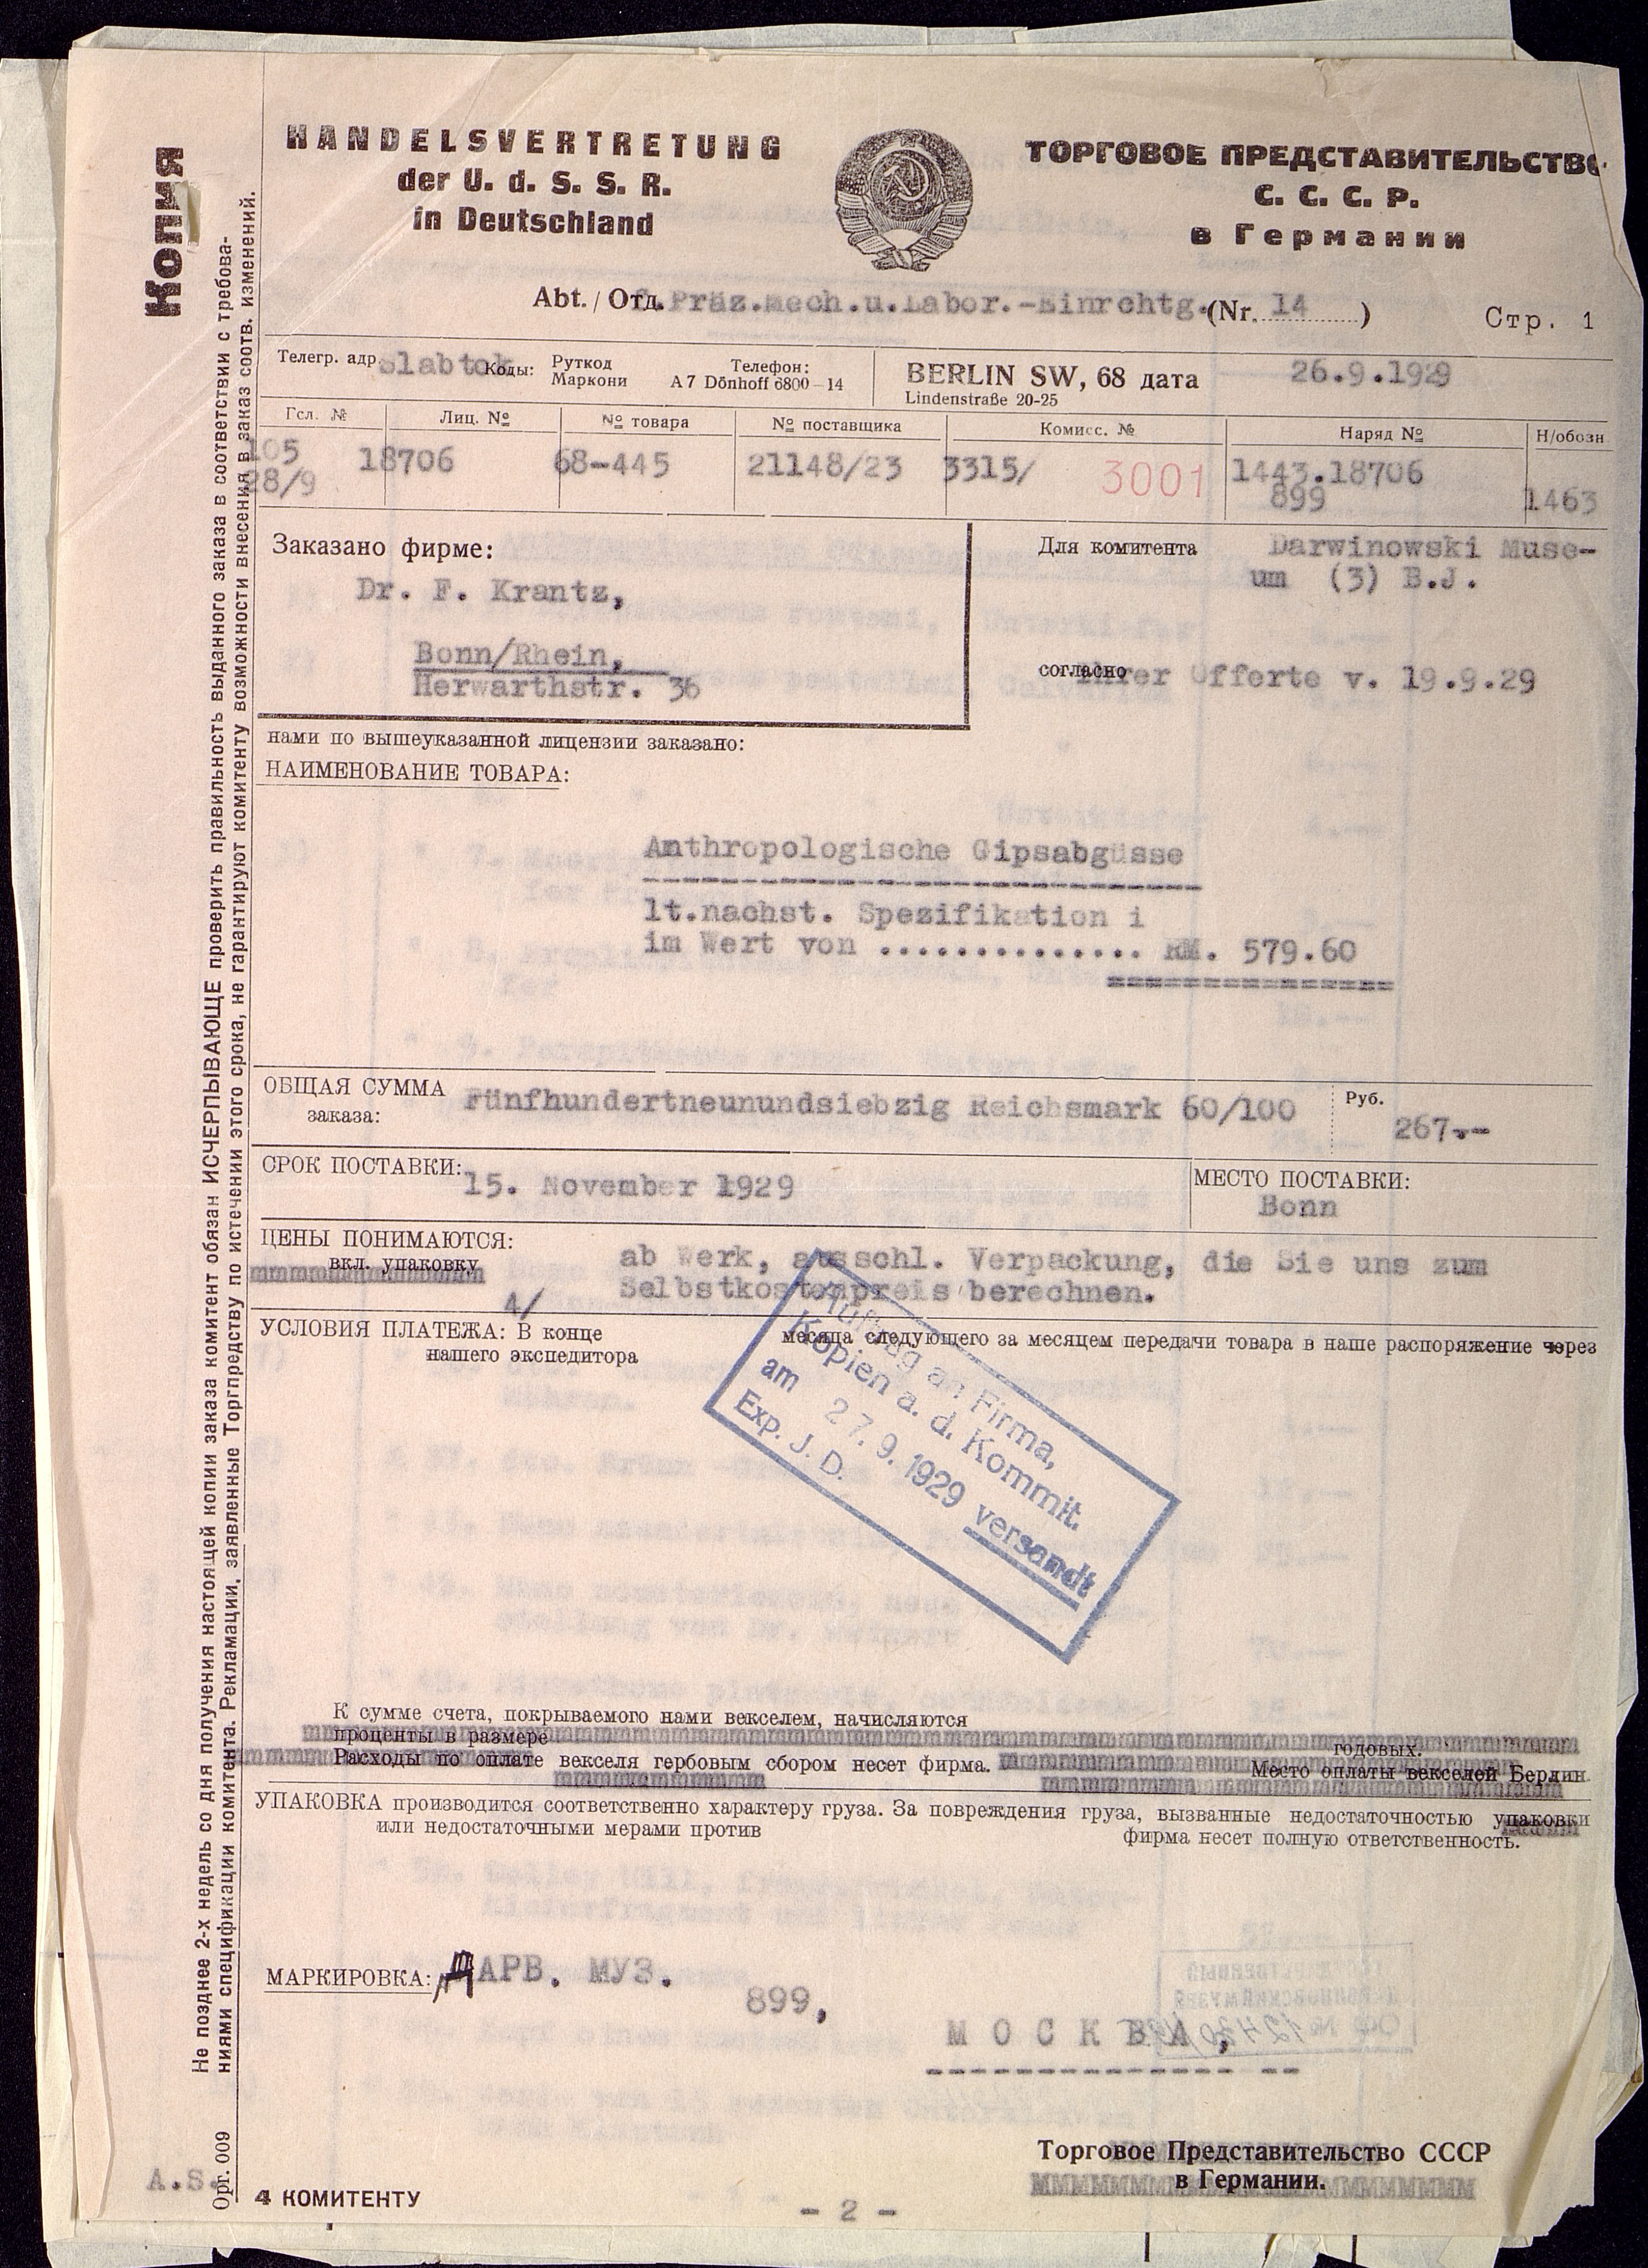 Копия
HANDELSVERTRETUNG
der U. d. S. S. R.
in Deutschland
ТОРГОВОЕ ПРЕДСТАВИТЕЛЬСТВО
С. С. С. Р.
в Германии
Abt. / Отд. f.Präz.mech.u.Labor.-Einrchtg. (Nr. 14 )
Стр. 1
Телегр. адр. Slabtok Коды: Руткод
Маркони
Телефон:
A 7 Dönhoff 6800–14
BERLIN SW, 68 дата 26.9.1929
Lindenstraße 20-25
Гсл. № Лиц. № № товара № поставщика Комисс. № Наряд № Н/обозн.
105 18706 68-445 21148/23 3315/ 3001 1443.18706
28/9 899 1463
Заказано фирме:
Dr. F. Krantz,
Bonn/Rhein,
Herwarthstr. 36
Для комитента Darwinowski Muse-
um (3) B.J.
согласно Ihrer Offerte v. 19.9.29
нами по вышеуказанной лицензии заказано:
НАИМЕНОВАНИЕ ТОВАРА:
Anthropologische Gipsabgüsse
lt.nachst. Spezifikation i
im Wert von ............... RM. 579.60
ОБЩАЯ СУММА
заказа: Fünfhundertneunundsiebzig Reichsmark 60/100
Руб. 267.--
СРОК ПОСТАВКИ: 15. November 1929
МЕСТО ПОСТАВКИ:
Bonn
ЦЕНЫ ПОНИМАЮТСЯ:
вкл. упаковку
ab Werk, ausschl. Verpackung, die Sie uns zum
Selbstkostenpreis berechnen.
4/
УСЛОВИЯ ПЛАТЕЖА: В конце месяца следующего за месяцем передачи товара в наше распоряжение через
нашего экспедитора
Auftrag an Firma,
Kopien a. d. Kommit.
am 27.9.1929 versandt
Exp. J. D.
К сумме счета, покрываемого нами векселем, начисляются
проценты в размере годовых.
Расходы по оплате векселя гербовым сбором несет фирма. Место оплаты векселей Берлин
УПАКОВКА производится соответственно характеру груза. За повреждения груза, вызванные недостаточностью упаковки
или недостаточными мерами против фирма несет полную ответственность.
МАРКИРОВКА: ДАРВ. МУЗ.
899,
МОСКВА,
Торговое Представительство СССР
в Германии.
A.S.
4 КОМИТЕНТУ
- 2 -
Не позднее 2-х недель со дня получения настоящей копии заказа комитент обязан ИСЧЕРПЫВАЮЩЕ проверить правильность выданного заказа в соответствии с требова-
ниями спецификации комитента. Рекламации, заявленные Торгпредству по истечении этого срока, не гарантируют комитенту возможности внесения в заказ соотв. изменений.
Орг. 009